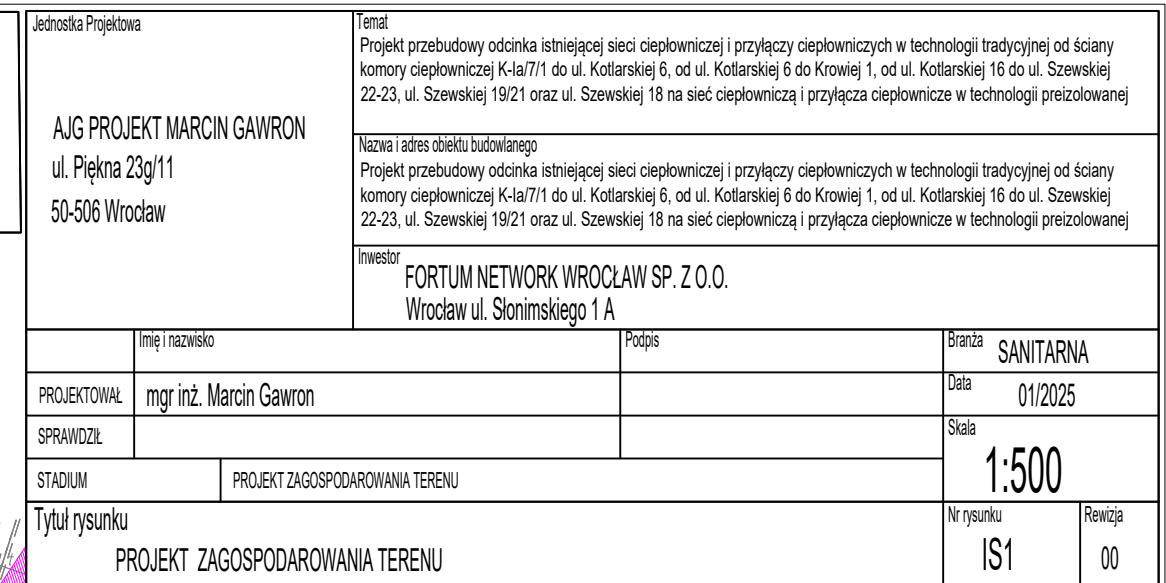 Jednostka Projektowa
AJG PROJEKT MARCIN GAWRON
ul. Piękna 23g/11
50-506 Wrocław
Temat
Projekt przebudowy odcinka istniejącej sieci ciepłowniczej i przyłączy ciepłowniczych w technologii tradycyjnej od ściany
komory ciepłowniczej K-Ia/7/1 do ul. Kotlarskiej 6, od ul. Kotlarskiej 6 do Krowiej 1, od ul. Kotlarskiej 16 do ul. Szewskiej
22-23, ul. Szewskiej 19/21 oraz ul. Szewskiej 18 na sieć ciepłowniczą i przyłącza ciepłownicze w technologii preizolowanej
Nazwa i adres obiektu budowlanego
Projekt przebudowy odcinka istniejącej sieci ciepłowniczej i przyłączy ciepłowniczych w technologii tradycyjnej od ściany
komory ciepłowniczej K-Ia/7/1 do ul. Kotlarskiej 6, od ul. Kotlarskiej 6 do Krowiej 1, od ul. Kotlarskiej 16 do ul. Szewskiej
22-23, ul. Szewskiej 19/21 oraz ul. Szewskiej 18 na sieć ciepłowniczą i przyłącza ciepłownicze w technologii preizolowanej
Inwestor
FORTUM NETWORK WROCŁAW SP. Z O.O.
Wrocław ul. Słonimskiego 1 A
Imię i nazwisko
Podpis
Branża
SANITARNA
PROJEKTOWAŁ
mgr inż. Marcin Gawron
Data
01/2025
SPRAWDZIŁ
Skala
1:500
STADIUM
PROJEKT ZAGOSPODAROWANIA TERENU
Tytuł rysunku
PROJEKT ZAGOSPODAROWANIA TERENU
Nr rysunku
IS1
Rewizja
00